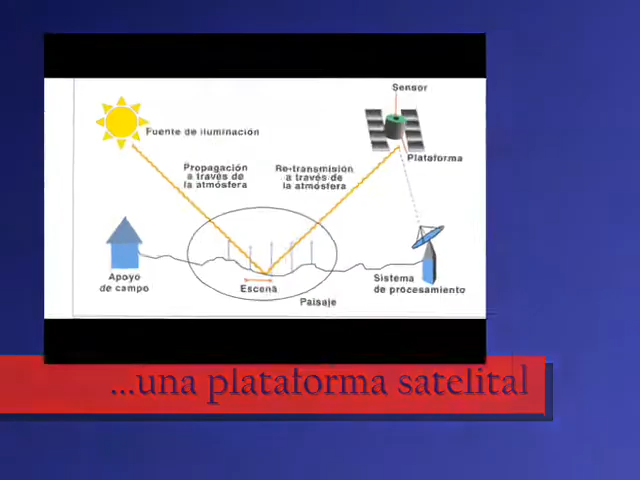 Sensor
Fuente de iluminación
Plataforma
Propagación
a través de
la atmósfera
Re-transmisión
a través de
la atmósfera
Apoyo
de campo
Escena
Paisaje
Sistema
de procesamiento
...una plataforma satelital